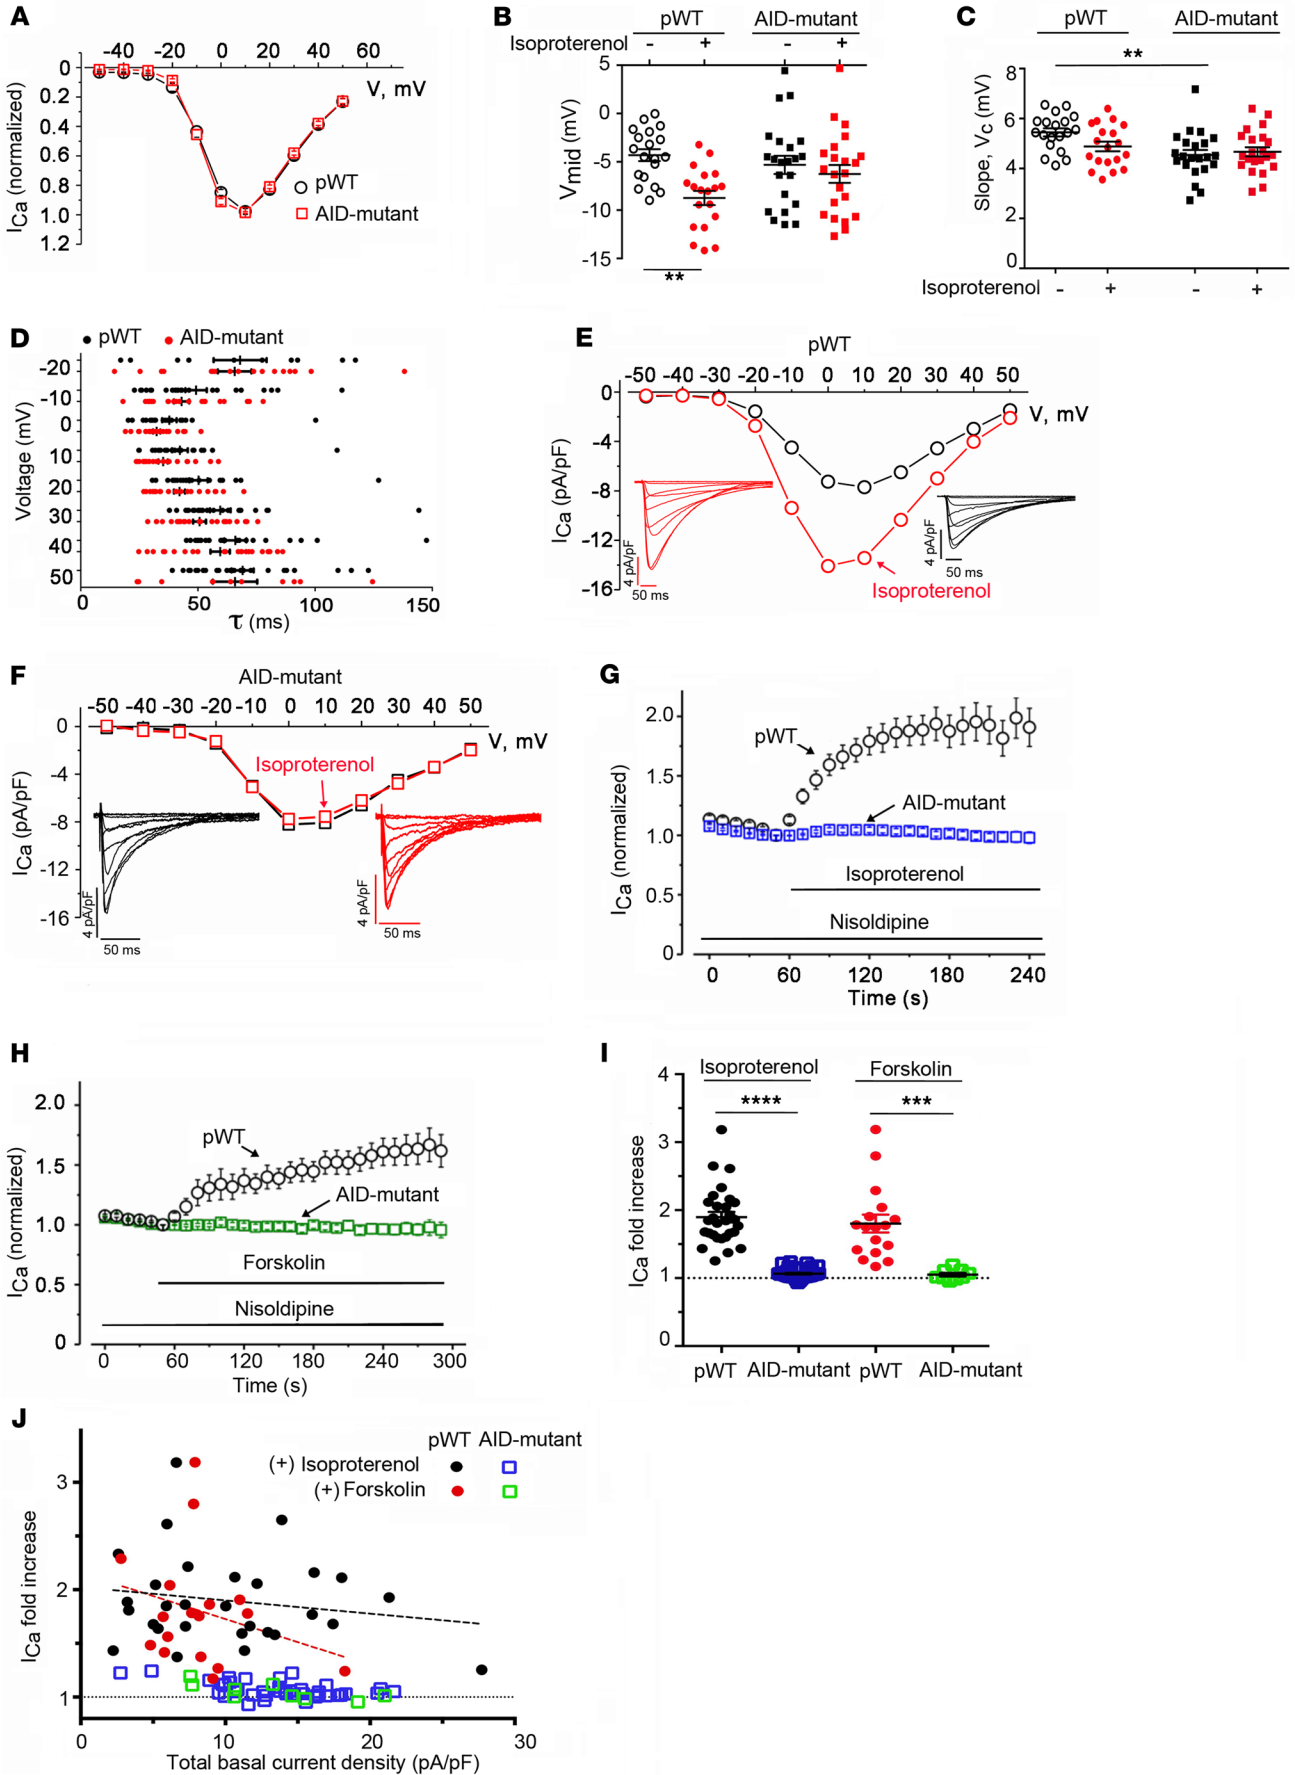 A
-40 -20 0 20 40 60
V, mV
0
0.2
0.4
0.6
0.8
1.0
1.2
ICa (normalized)
pWT
AID-mutant
B
pWT AID-mutant
Isoproterenol - + - +
5
0
-5
-10
-15
Vmid (mV)
**
C
pWT AID-mutant
**
8
6
4
2
0
Slope, VC (mV)
Isoproterenol - + - +
D
pWT AID-mutant
-20
-10
0
10
20
30
40
50
Voltage (mV)
0 50 100 150
τ (ms)
E
pWT
-50 -40 -30 -20 -10 0 10 20 30 40 50
V, mV
0
-4
-8
-12
-16
ICa (pA/pF)
4 pA/pF
50 ms
4 pA/pF
50 ms
Isoproterenol
F
AID-mutant
-50 -40 -30 -20 -10 0 10 20 30 40 50
V, mV
0
-4
-8
-12
-16
ICa (pA/pF)
Isoproterenol
4 pA/pF
50 ms
4 pA/pF
50 ms
G
2.0
1.5
1.0
0.5
0
ICa (normalized)
pWT
AID-mutant
Isoproterenol
Nisoldipine
0 60 120 180 240
Time (s)
H
2.0
1.5
1.0
0.5
0
ICa (normalized)
pWT
AID-mutant
Forskolin
Nisoldipine
0 60 120 180 240 300
Time (s)
I
Isoproterenol Forskolin
**** ***
4
3
2
1
0
ICa fold increase
pWT AID-mutant pWT AID-mutant
J
pWT AID-mutant
(+) Isoproterenol
(+) Forskolin
3
2
1
ICa fold increase
0 10 20 30
Total basal current density (pA/pF)